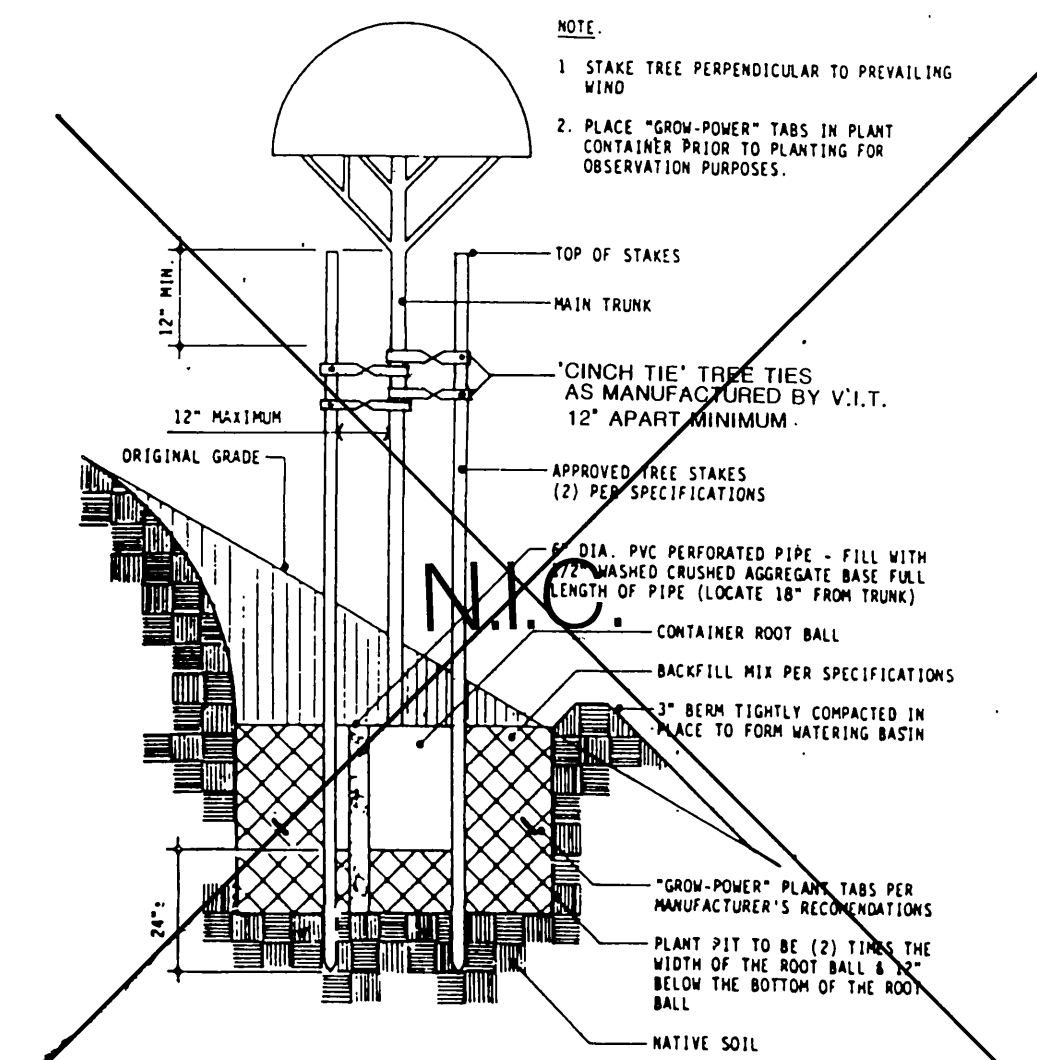 NOTE.
1 STAKE TREE PERPENDICULAR TO PREVAILING
WIND
2. PLACE "GROW-POWER" TABS IN PLANT
CONTAINER PRIOR TO PLANTING FOR
OBSERVATION PURPOSES.
TOP OF STAKES
12" MIN.
MAIN TRUNK
'CINCH TIE' TREE TIES
AS MANUFACTURED BY V.I.T.
12" APART MINIMUM.
12" MAXIMUM
ORIGINAL GRADE
APPROVED TREE STAKES
(2) PER SPECIFICATIONS
6" DIA. PVC PERFORATED PIPE - FILL WITH
1/2" WASHED CRUSHED AGGREGATE BASE FULL
LENGTH OF PIPE (LOCATE 18" FROM TRUNK)
N.I.C.
CONTAINER ROOT BALL
BACKFILL MIX PER SPECIFICATIONS
3" BERM TIGHTLY COMPACTED IN
PLACE TO FORM WATERING BASIN
"GROW-POWER" PLANT TABS PER
MANUFACTURER'S RECOMENDATIONS
24"±
PLANT PIT TO BE (2) TIMES THE
WIDTH OF THE ROOT BALL & 12"
BELOW THE BOTTOM OF THE ROOT
BALL
NATIVE SOIL